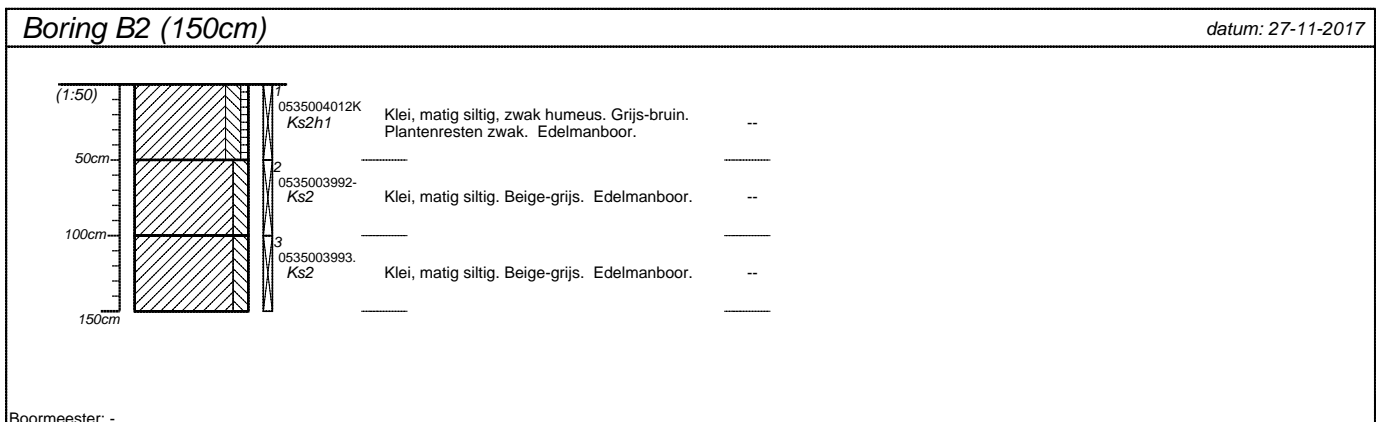 Boring B2 (150cm)
datum: 27-11-2017
(1:50)
1
0535004012K
Ks2h1
Klei, matig siltig, zwak humeus. Grijs-bruin.
Plantenresten zwak. Edelmanboor.
--
50cm
2
0535003992-
Ks2
Klei, matig siltig. Beige-grijs. Edelmanboor.
--
100cm
3
0535003993.
Ks2
Klei, matig siltig. Beige-grijs. Edelmanboor.
--
150cm
Boormeester: -